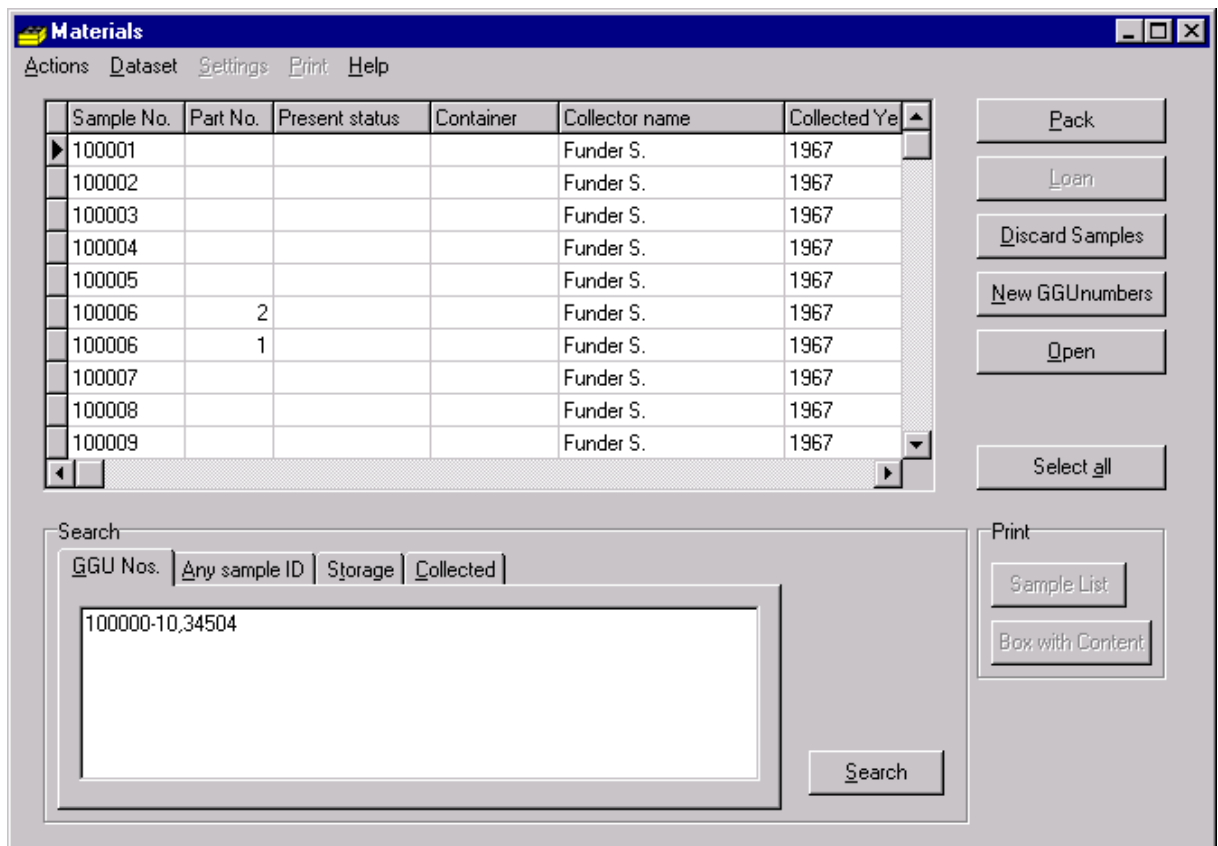 Materials
Actions Dataset Settings Print Help
Sample No. Part No. Present status Container Collector name Collected Ye
100001 Funder S. 1967
100002 Funder S. 1967
100003 Funder S. 1967
100004 Funder S. 1967
100005 Funder S. 1967
100006 2 Funder S. 1967
100006 1 Funder S. 1967
100007 Funder S. 1967
100008 Funder S. 1967
100009 Funder S. 1967
Pack
Loan
Discard Samples
New GGUnumbers
Open
Select all
Search
GGU Nos. Any sample ID Storage Collected
100000-10,34504
Search
Print
Sample List
Box with Content